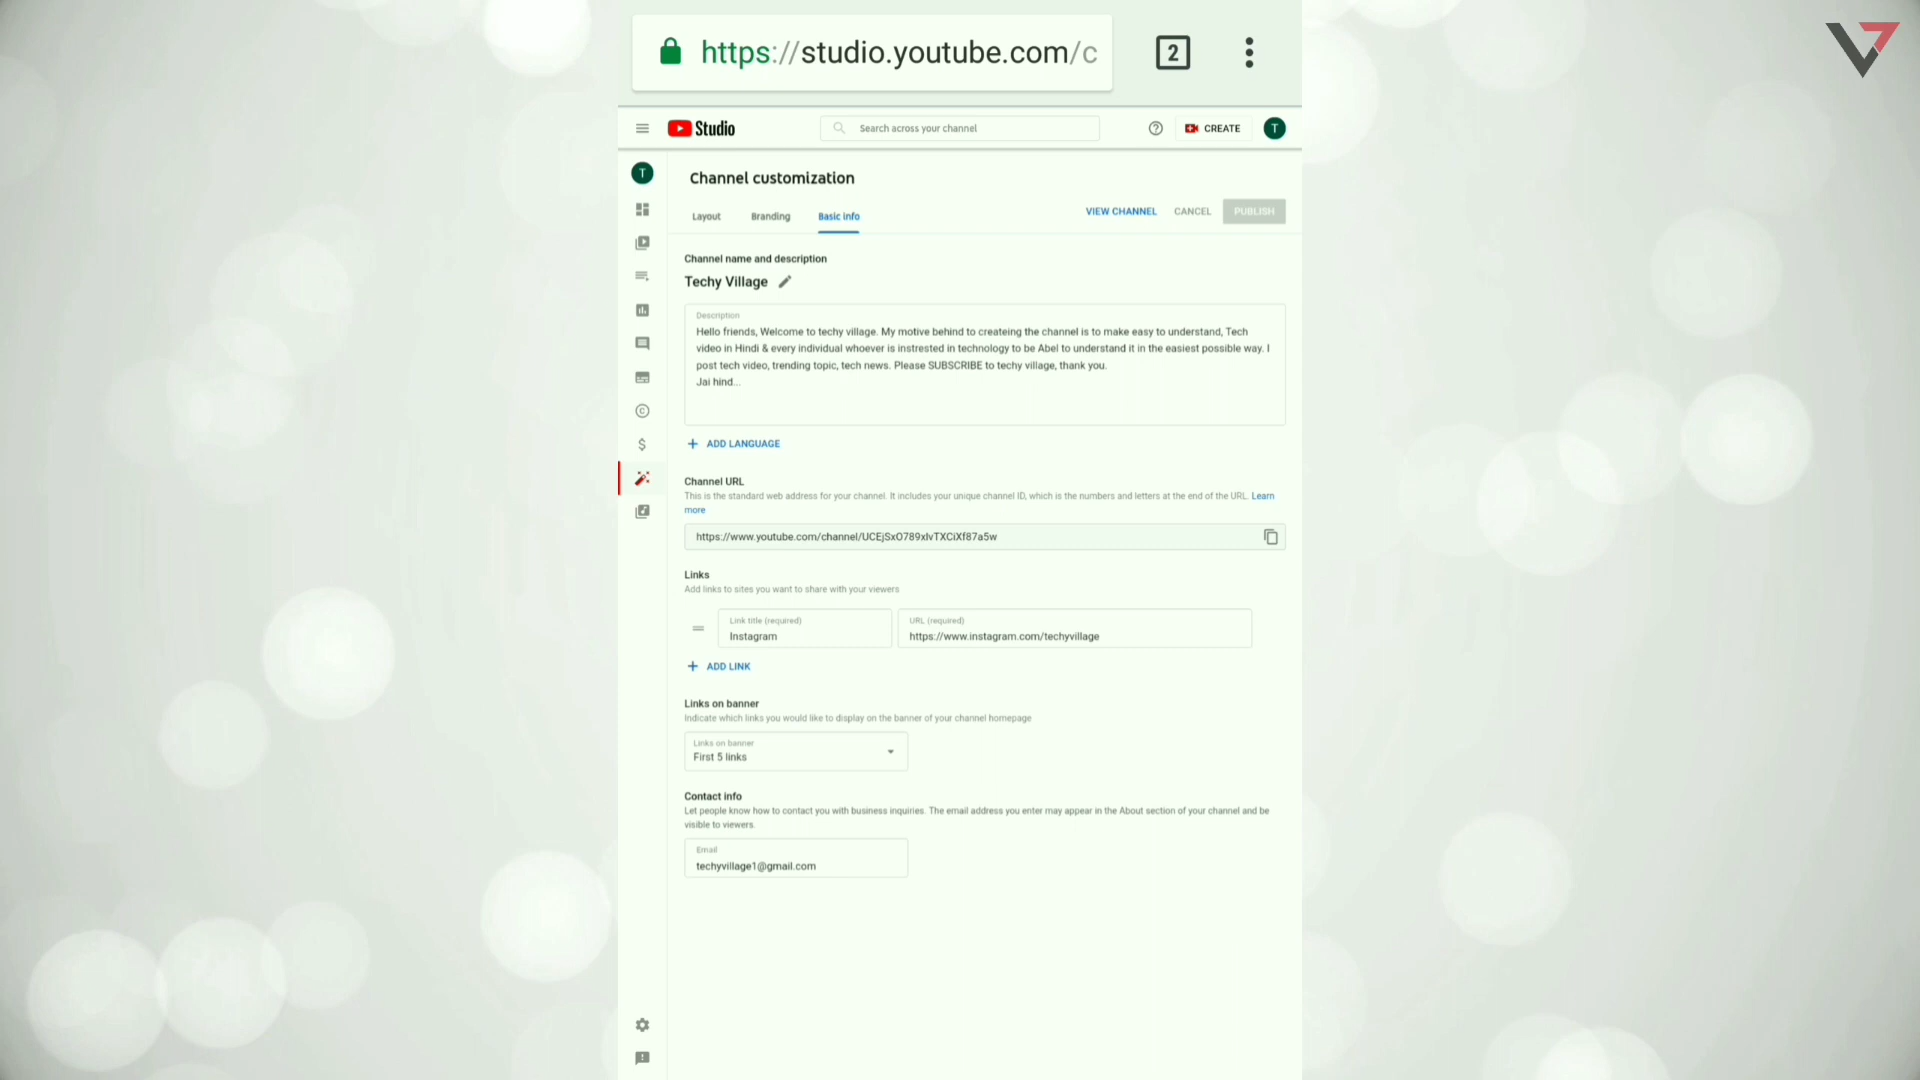 https://studio.youtube.com/c
2
Studio
Search across your channel
CREATE
T
T
Channel customization
Layout
Branding
Basic info
VIEW CHANNEL
CANCEL
PUBLISH
Channel name and description
Techy Village
Description
Hello friends, Welcome to techy village. My motive behind to createing the channel is to make easy to understand, Tech
video in Hindi & every individual whoever is instrested in technology to be Abel to understand it in the easiest possible way. I
post tech video, trending topic, tech news. Please SUBSCRIBE to techy village, thank you.
Jai hind...
ADD LANGUAGE
Channel URL
This is the standard web address for your channel. It includes your unique channel ID, which is the numbers and letters at the end of the URL. Learn
more
https://www.youtube.com/channel/UCEjSxO789xIvTXCiXf87a5w
Links
Add links to sites you want to share with your viewers
Link title (required)
Instagram
URL (required)
https://www.instagram.com/techyvillage
ADD LINK
Links on banner
Indicate which links you would like to display on the banner of your channel homepage
Links on banner
First 5 links
Contact info
Let people know how to contact you with business inquiries. The email address you enter may appear in the About section of your channel and be
visible to viewers.
Email
techyvillage1@gmail.com